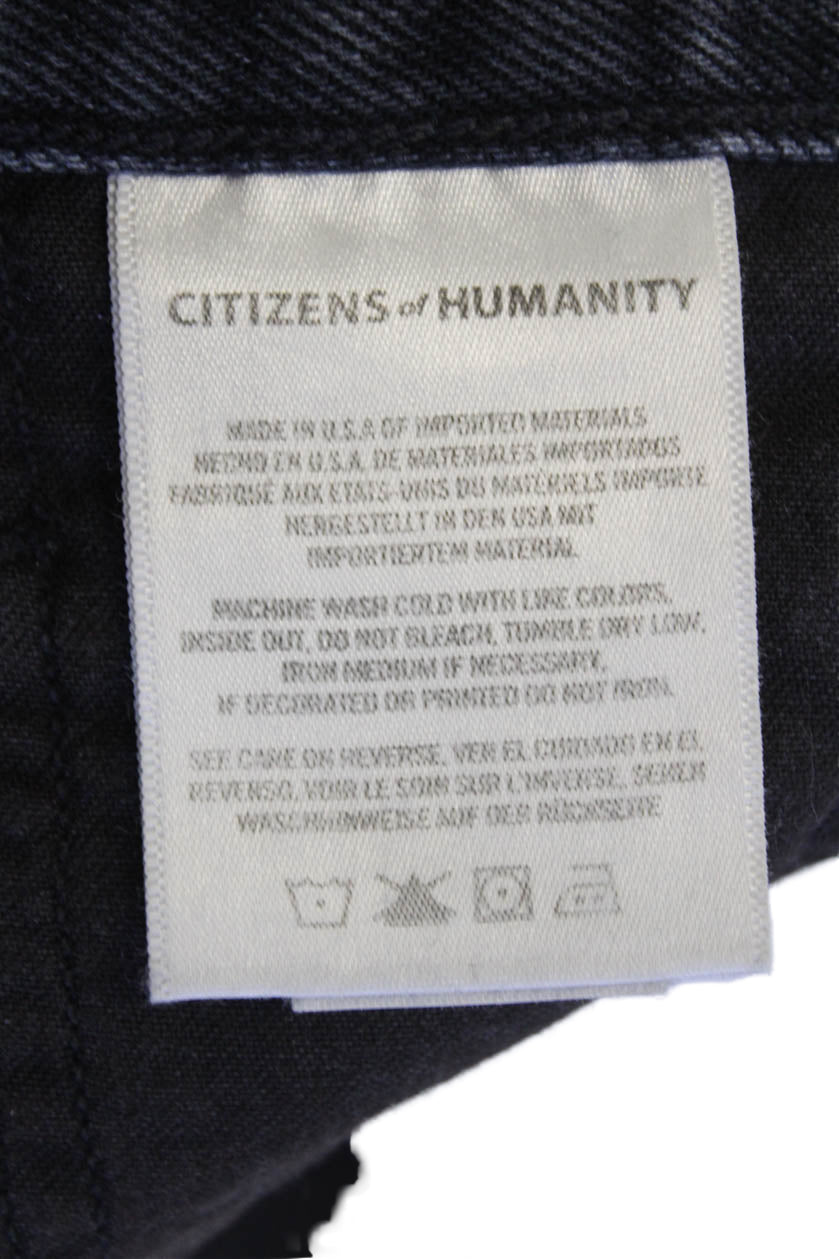 CITIZENS of HUMANITY
MADE IN U.S.A OF IMPORTED MATERIALS
HECHO EN U.S.A. DE MATERIALES IMPORTADOS
FABRIQUÉ AUX ETATS-UNIS DU MATÉRIELS IMPORTE
HERGESTELLT IN DEN USA MIT
IMPORTIERTEM MATERIAL
MACHINE WASH COLD WITH LIKE COLORS,
INSIDE OUT, DO NOT BLEACH, TUMBLE DRY LOW,
IRON MEDIUM IF NECESSARY,
IF DECORATED OR PRINTED DO NOT IRON.
SEE CARE ON REVERSE. VER EL CUIDADO EN EL
REVERSO. VOIR LE SOIN SUR L'INVERSE. SEHEN
WASCHHINWEISE AUF DER RÜCKSEITE